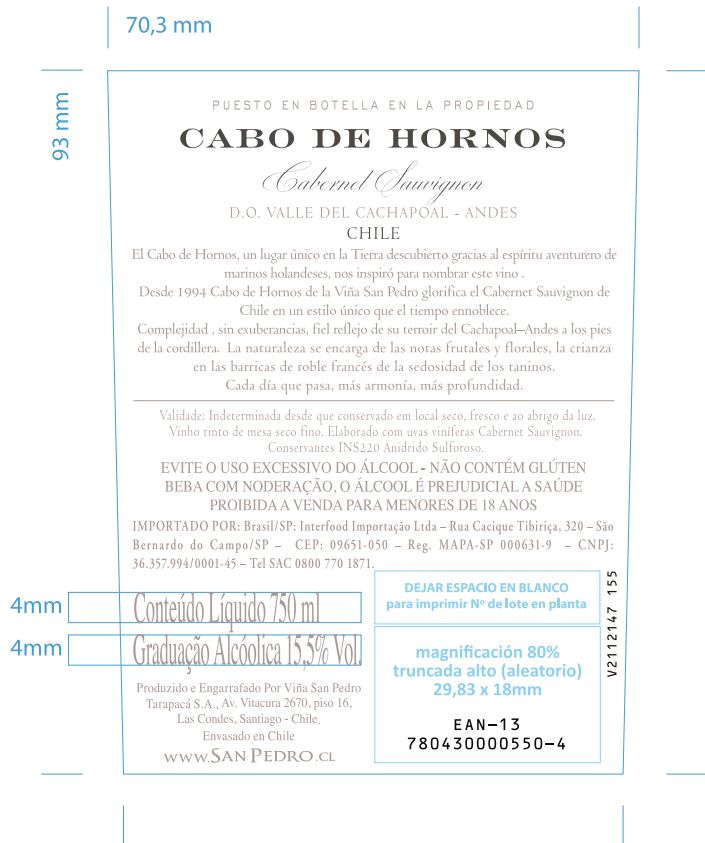 70,3 mm
93 mm
PUESTO EN BOTELLA EN LA PROPIEDAD
CABO DE HORNOS
Cabernet Sauvignon
D.O. VALLE DEL CACHAPOAL - ANDES
CHILE
El Cabo de Hornos, un lugar único en la Tierra descubierto gracias al espíritu aventurero de
marinos holandeses, nos inspiró para nombrar este vino .
Desde 1994 Cabo de Hornos de la Viña San Pedro glorifica el Cabernet Sauvignon de
Chile en un estilo único que el tiempo ennoblece.
Complejidad , sin exuberancias, fiel reflejo de su terroir del Cachapoal–Andes a los pies
de la cordillera. La naturaleza se encarga de las notas frutales y florales, la crianza
en las barricas de roble francés de la sedosidad de los taninos.
Cada día que pasa, más armonía, más profundidad.
Validade: Indeterminada desde que conservado em local seco, fresco e ao abrigo da luz.
Vinho tinto de mesa seco fino. Elaborado com uvas viníferas Cabernet Sauvignon.
Conservantes INS220 Anidrido Sulforoso.
EVITE O USO EXCESSIVO DO ÁLCOOL - NÃO CONTÉM GLÚTEN
BEBA COM NODERAÇÃO, O ÁLCOOL É PREJUDICIAL A SAÚDE
PROIBIDA A VENDA PARA MENORES DE 18 ANOS
IMPORTADO POR: Brasil/SP: Interfood Importação Ltda – Rua Cacique Tibiriça, 320 – São
Bernardo do Campo/SP – CEP: 09651-050 – Reg. MAPA-SP 000631-9 – CNPJ:
36.357.994/0001-45 – Tel SAC 0800 770 1871.
4mm
Conteúdo Líquido 750 ml
4mm
Graduação Alcóolica 15,5% Vol.
Produzido e Engarrafado Por Viña San Pedro
Tarapacá S.A., Av. Vitacura 2670, piso 16,
Las Condes, Santiago - Chile.
Envasado en Chile
www.SAN PEDRO.CL
DEJAR ESPACIO EN BLANCO
para imprimir Nº de lote en planta
magnificación 80%
truncada alto (aleatorio)
29,83 x 18mm
EAN-13
780430000550-4
V2112147 155